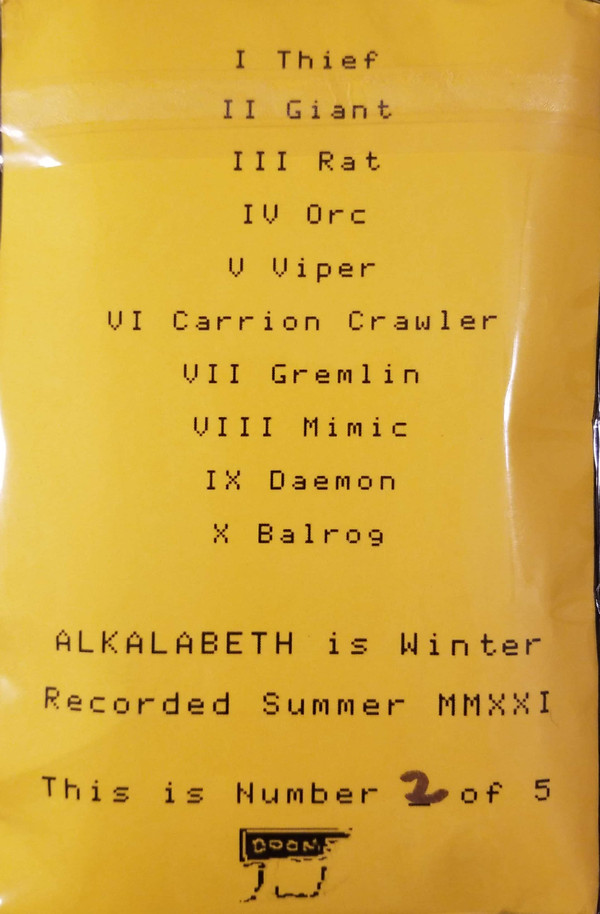 I Thief
II Giant
III Rat
IV Orc
V Viper
VI Carrion Crawler
VII Gremlin
VIII Mimic
IX Daemon
X Balrog
ALKALABETH is Winter
Recorded Summer MMXXI
This is Number 2 of 5
DOOM